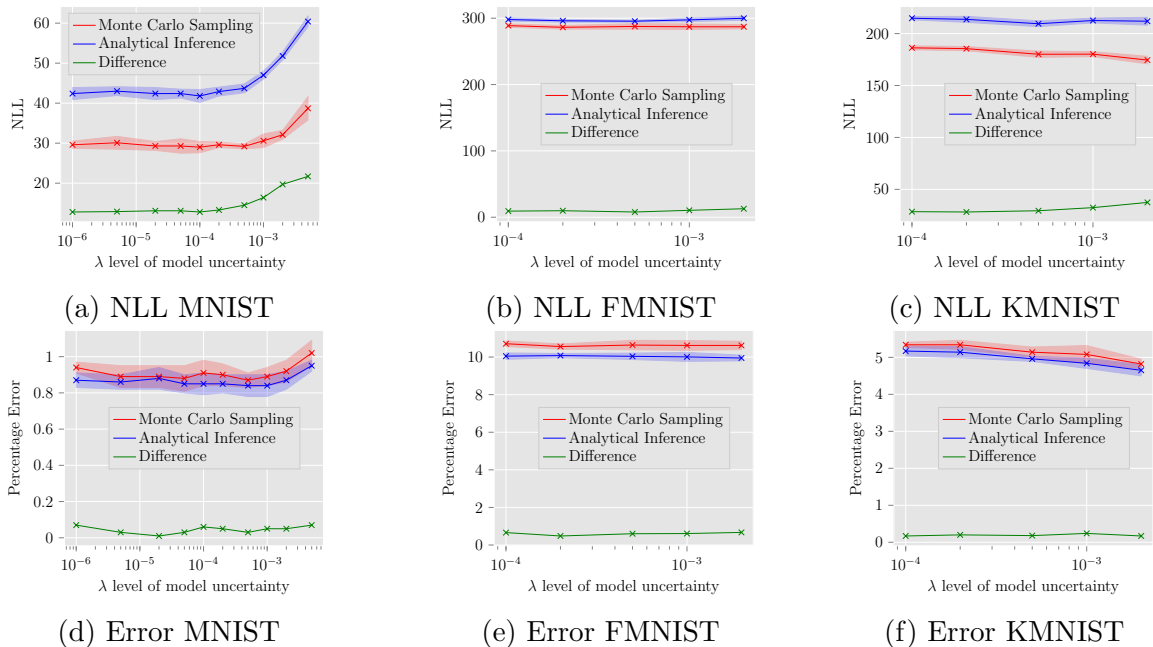 60
50
40
30
20
NLL
Monte Carlo Sampling
Analytical Inference
Difference
10⁻⁶ 10⁻⁵ 10⁻⁴ 10⁻³
λ level of model uncertainty
(a) NLL MNIST
300
200
100
0
NLL
Monte Carlo Sampling
Analytical Inference
Difference
10⁻⁴ 10⁻³
λ level of model uncertainty
(b) NLL FMNIST
200
150
100
50
NLL
Monte Carlo Sampling
Analytical Inference
Difference
10⁻⁴ 10⁻³
λ level of model uncertainty
(c) NLL KMNIST
1
0.8
0.6
0.4
0.2
0
Percentage Error
Monte Carlo Sampling
Analytical Inference
Difference
10⁻⁶ 10⁻⁵ 10⁻⁴ 10⁻³
λ level of model uncertainty
(d) Error MNIST
10
8
6
4
2
0
Percentage Error
Monte Carlo Sampling
Analytical Inference
Difference
10⁻⁴ 10⁻³
λ level of model uncertainty
(e) Error FMNIST
5
4
3
2
1
0
Percentage Error
Monte Carlo Sampling
Analytical Inference
Difference
10⁻⁴ 10⁻³
λ level of model uncertainty
(f) Error KMNIST